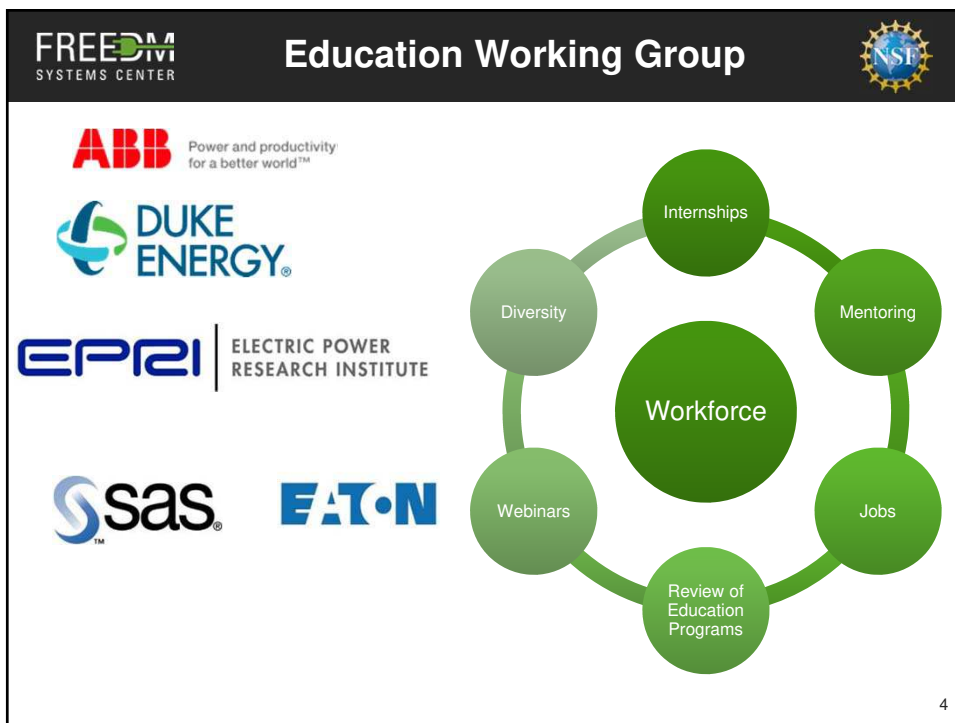 FREEDM
SYSTEMS CENTER
Education Working Group
NSF
ABB
Power and productivity
for a better world™
DUKE
ENERGY®
EPRI
ELECTRIC POWER
RESEARCH INSTITUTE
sas®
™
EATON
Internships
Mentoring
Jobs
Review of
Education
Programs
Webinars
Diversity
Workforce
4